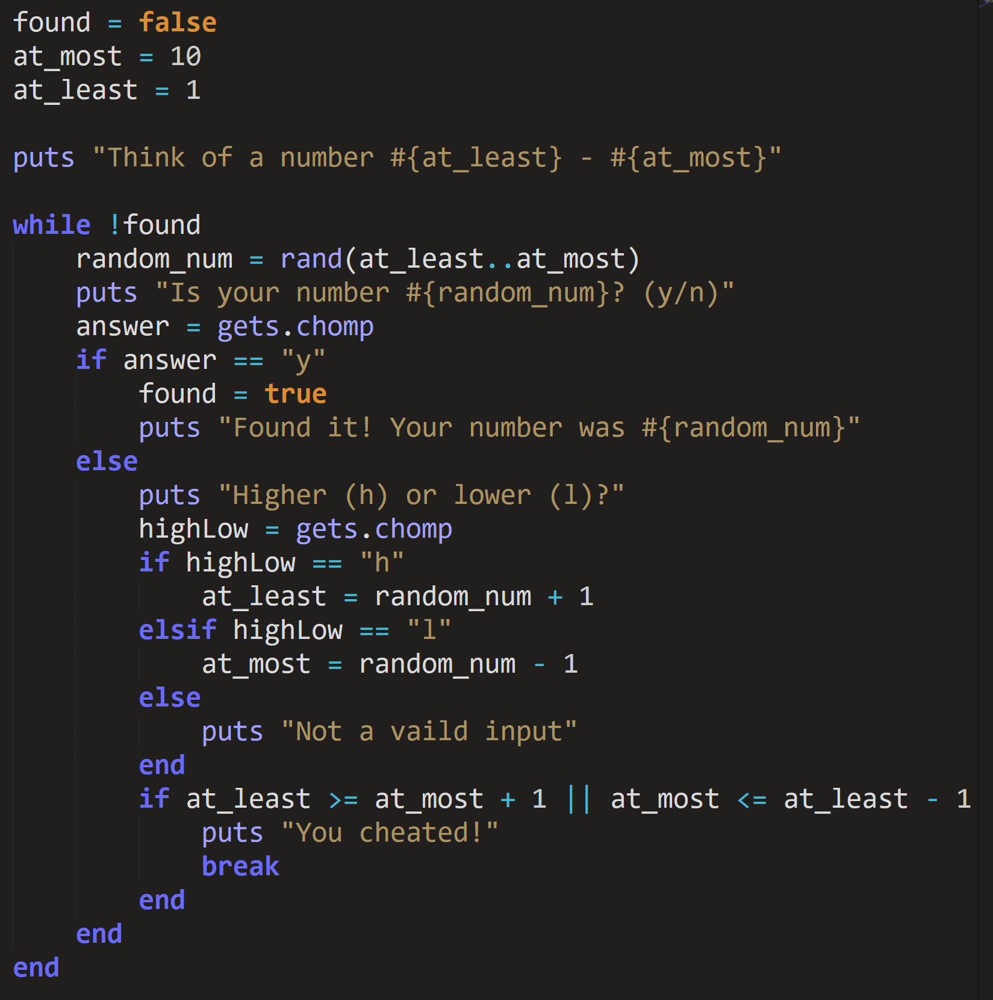 found = false
at_most = 10
at_least = 1
puts "Think of a number #{at_least} - #{at_most}"
while !found
    random_num = rand(at_least..at_most)
    puts "Is your number #{random_num}? (y/n)"
    answer = gets.chomp
    if answer == "y"
        found = true
        puts "Found it! Your number was #{random_num}"
    else
        puts "Higher (h) or lower (l)?"
        highLow = gets.chomp
        if highLow == "h"
            at_least = random_num + 1
        elsif highLow == "l"
            at_most = random_num - 1
        else
            puts "Not a vaild input"
        end
        if at_least >= at_most + 1 || at_most <= at_least - 1
            puts "You cheated!"
            break
        end
    end
end